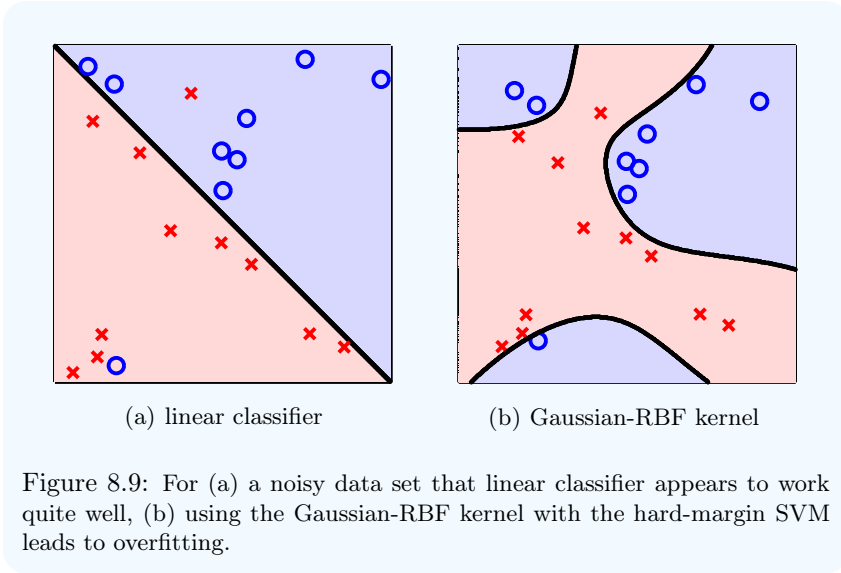 (a) linear classifier
(b) Gaussian-RBF kernel
Figure 8.9: For (a) a noisy data set that linear classifier appears to work
quite well, (b) using the Gaussian-RBF kernel with the hard-margin SVM
leads to overfitting.